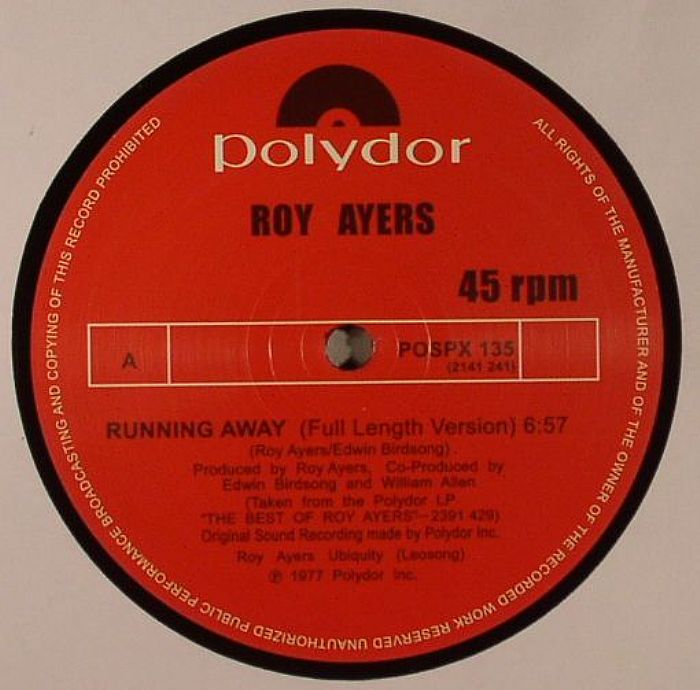 polydor
ROY AYERS
45 rpm
A
POSPX 135
(2141 241)
RUNNING AWAY (Full Length Version) 6:57
(Roy Ayers/Edwin Birdsong)
Produced by Roy Ayers, Co-Produced by
Edwin Birdsong and William Allen
(Taken from the Polydor LP
"THE BEST OF ROY AYERS"-2391 429)
Original Sound Recording made by Polydor Inc.
Roy Ayers Ubiquity (Leosong)
℗ 1977 Polydor Inc.
ALL RIGHTS OF THE MANUFACTURER AND OF THE OWNER OF THE RECORDED WORK RESERVED UNAUTHORIZED PUBLIC PERFORMANCE BROADCASTING AND COPYING OF THIS RECORD PROHIBITED